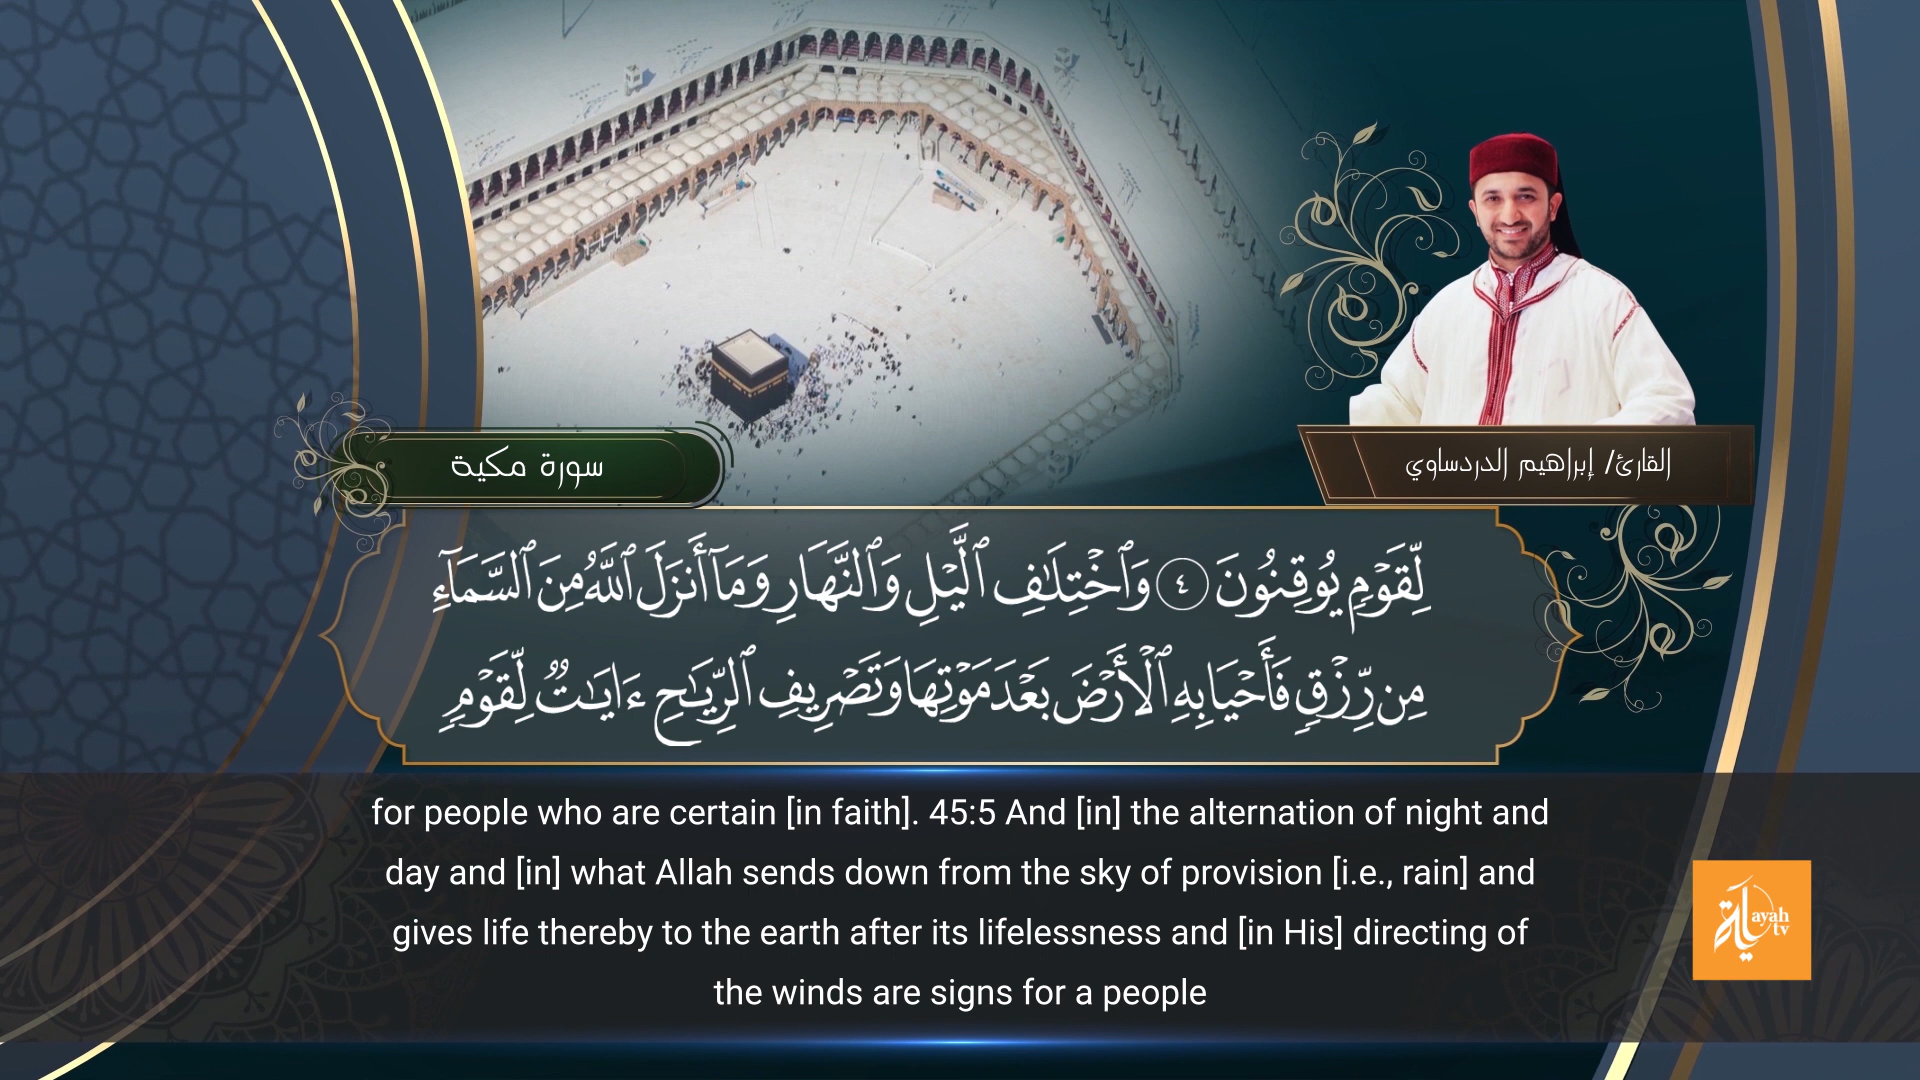 القارئ/ إبراهيم الدردساوي
سورة مكية
لِّقَوْمٍ يُوقِنُونَ ٤ وَٱخْتِلَـٰفِ ٱلَّيْلِ وَٱلنَّهَارِ وَمَآ أَنزَلَ ٱللَّهُ مِنَ ٱلسَّمَآءِ
مِن رِّزْقٍ فَأَحْيَا بِهِ ٱلْأَرْضَ بَعْدَ مَوْتِهَا وَتَصْرِيفِ ٱلرِّيَـٰحِ ءَايَـٰتٌ لِّقَوْمٍ
for people who are certain [in faith]. 45:5 And [in] the alternation of night and
day and [in] what Allah sends down from the sky of provision [i.e., rain] and
gives life thereby to the earth after its lifelessness and [in His] directing of
the winds are signs for a people
آية
ayah
tv